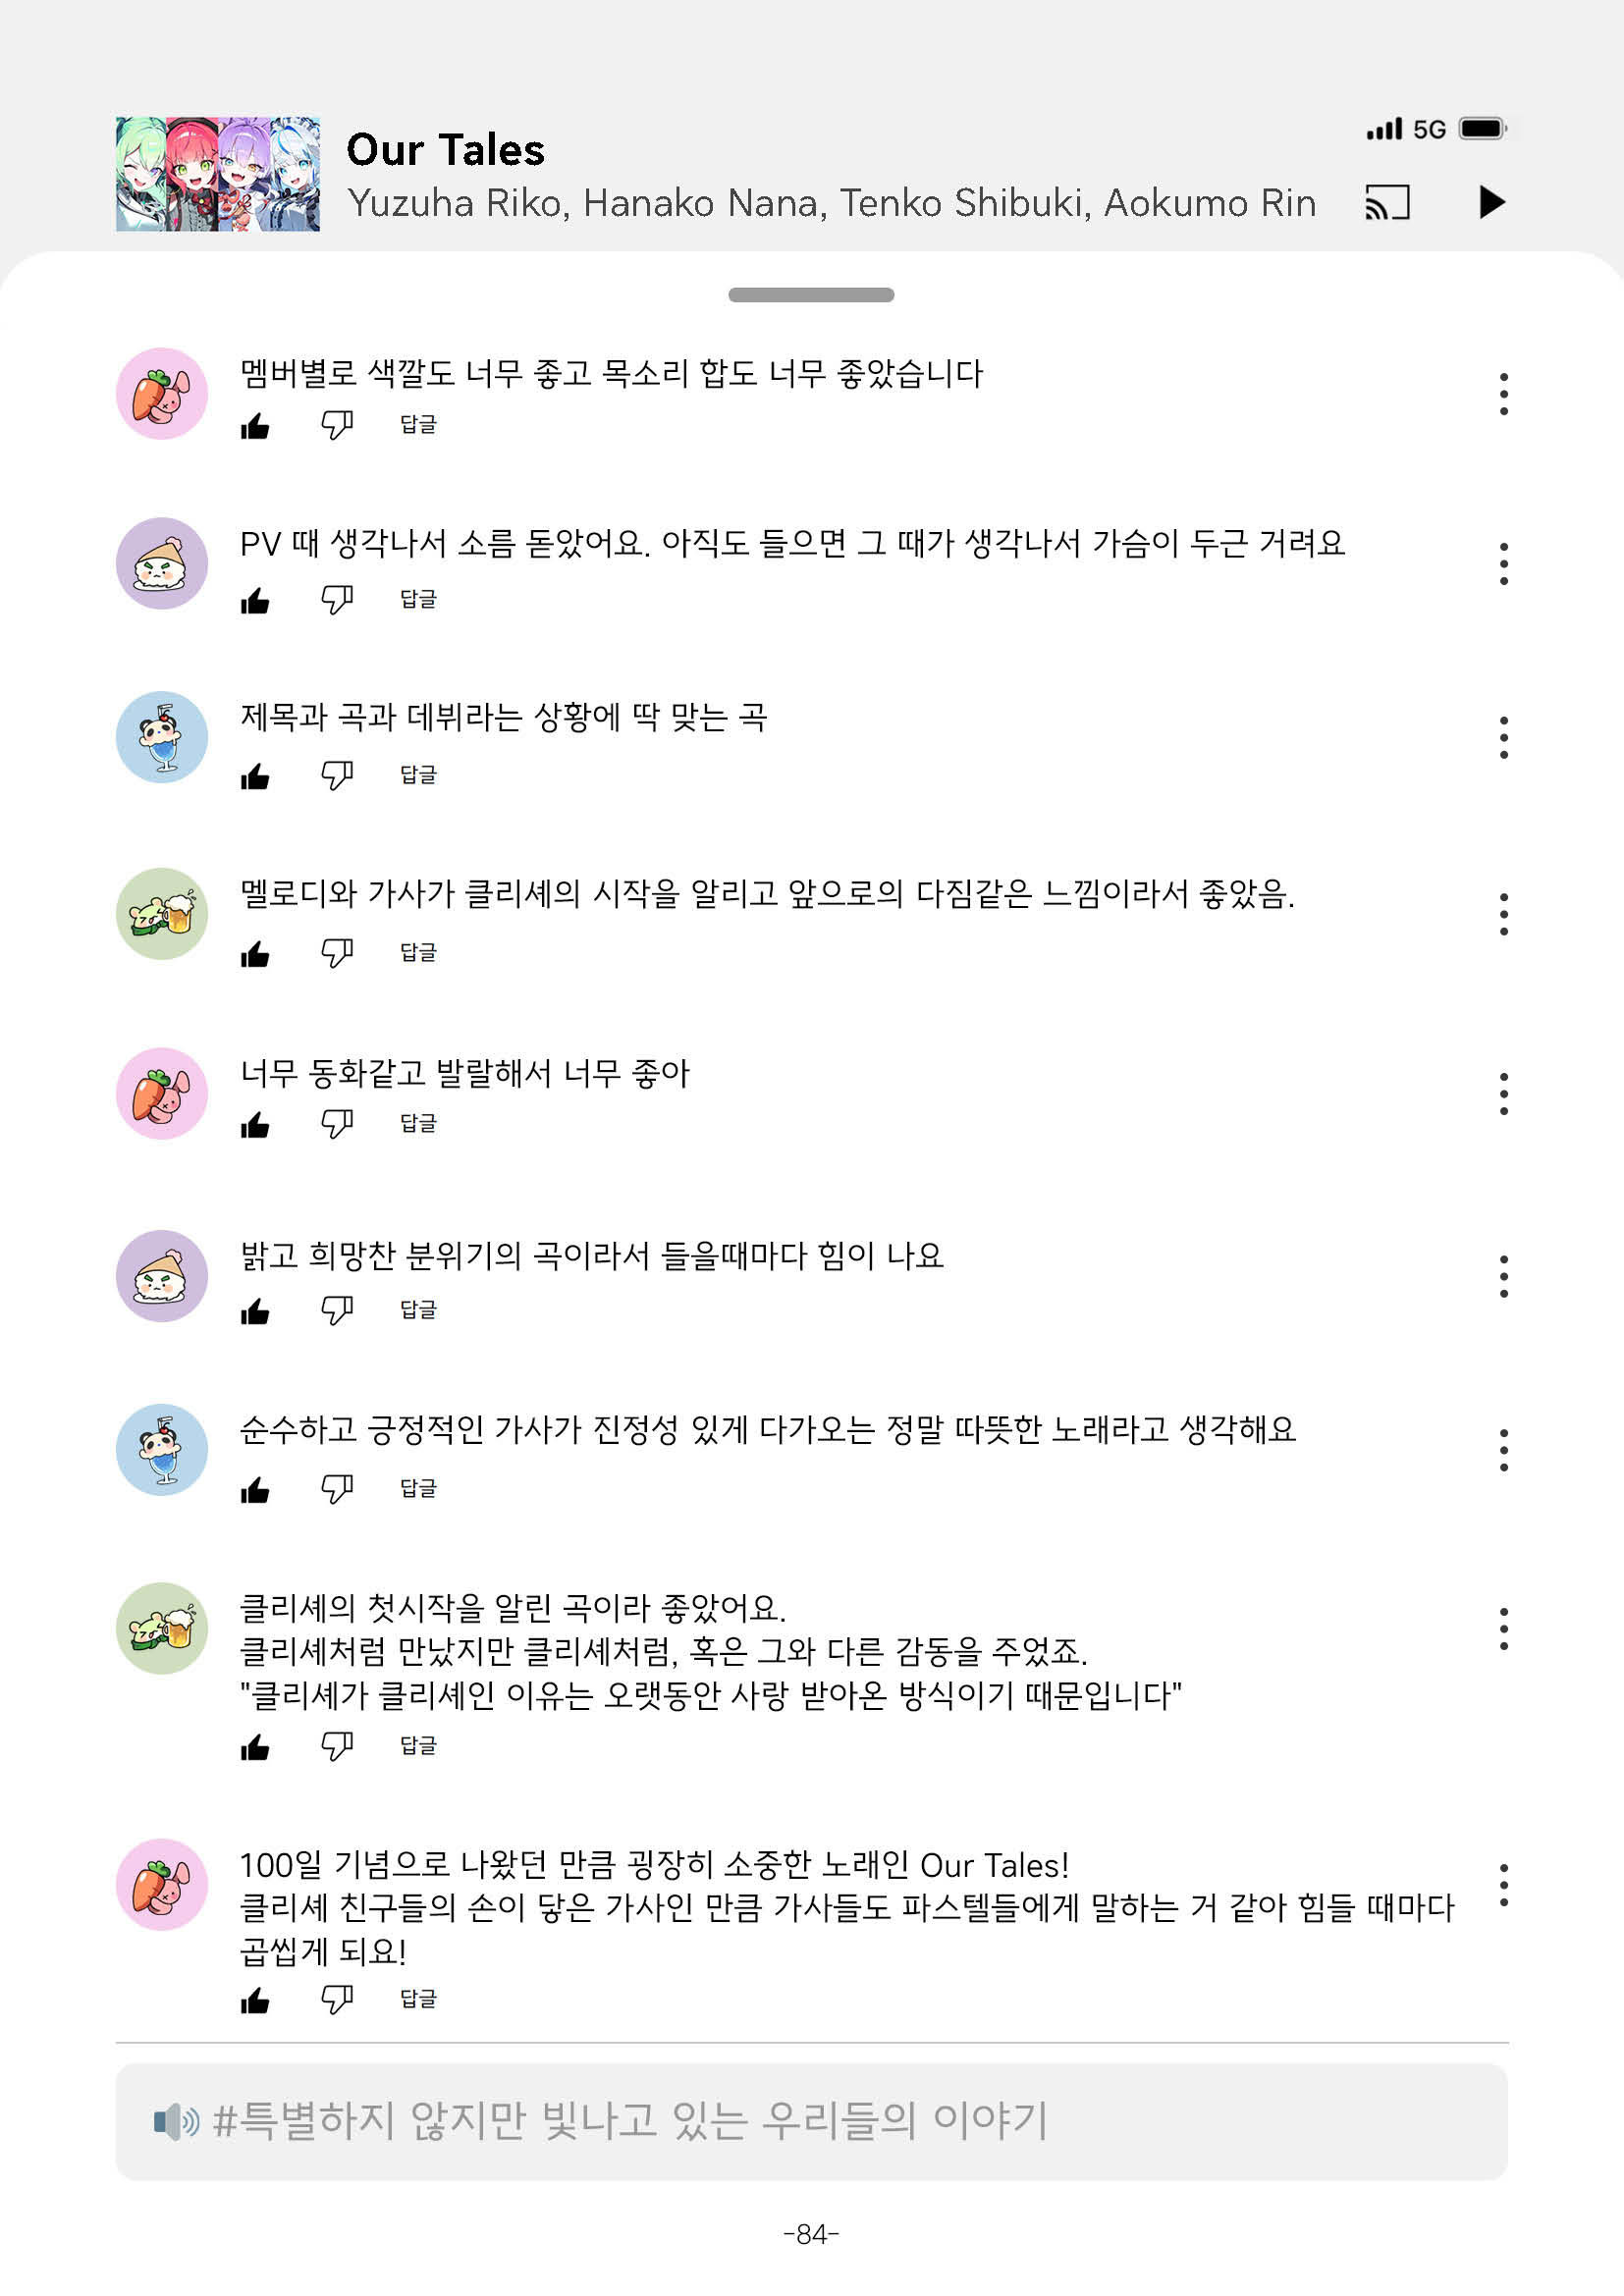 Our Tales
5G
Yuzuha Riko, Hanako Nana, Tenko Shibuki, Aokumo Rin
멤버별로 색깔도 너무 좋고 목소리 합도 너무 좋았습니다
답글
PV 때 생각나서 소름 돋았어요. 아직도 들으면 그 때가 생각나서 가슴이 두근 거려요
답글
제목과 곡과 데뷔라는 상황에 딱 맞는 곡
답글
멜로디와 가사가 클리셰의 시작을 알리고 앞으로의 다짐같은 느낌이라서 좋았음.
답글
너무 동화같고 발랄해서 너무 좋아
답글
밝고 희망찬 분위기의 곡이라서 들을때마다 힘이 나요
답글
순수하고 긍정적인 가사가 진정성 있게 다가오는 정말 따뜻한 노래라고 생각해요
답글
클리셰의 첫시작을 알린 곡이라 좋았어요.
클리셰처럼 만났지만 클리셰처럼, 혹은 그와 다른 감동을 주었죠.
"클리셰가 클리셰인 이유는 오랫동안 사랑 받아온 방식이기 때문입니다"
답글
100일 기념으로 나왔던 만큼 굉장히 소중한 노래인 Our Tales!
클리셰 친구들의 손이 닿은 가사인 만큼 가사들도 파스텔들에게 말하는 거 같아 힘들 때마다
곱씹게 되요!
답글
#특별하지 않지만 빛나고 있는 우리들의 이야기
-84-